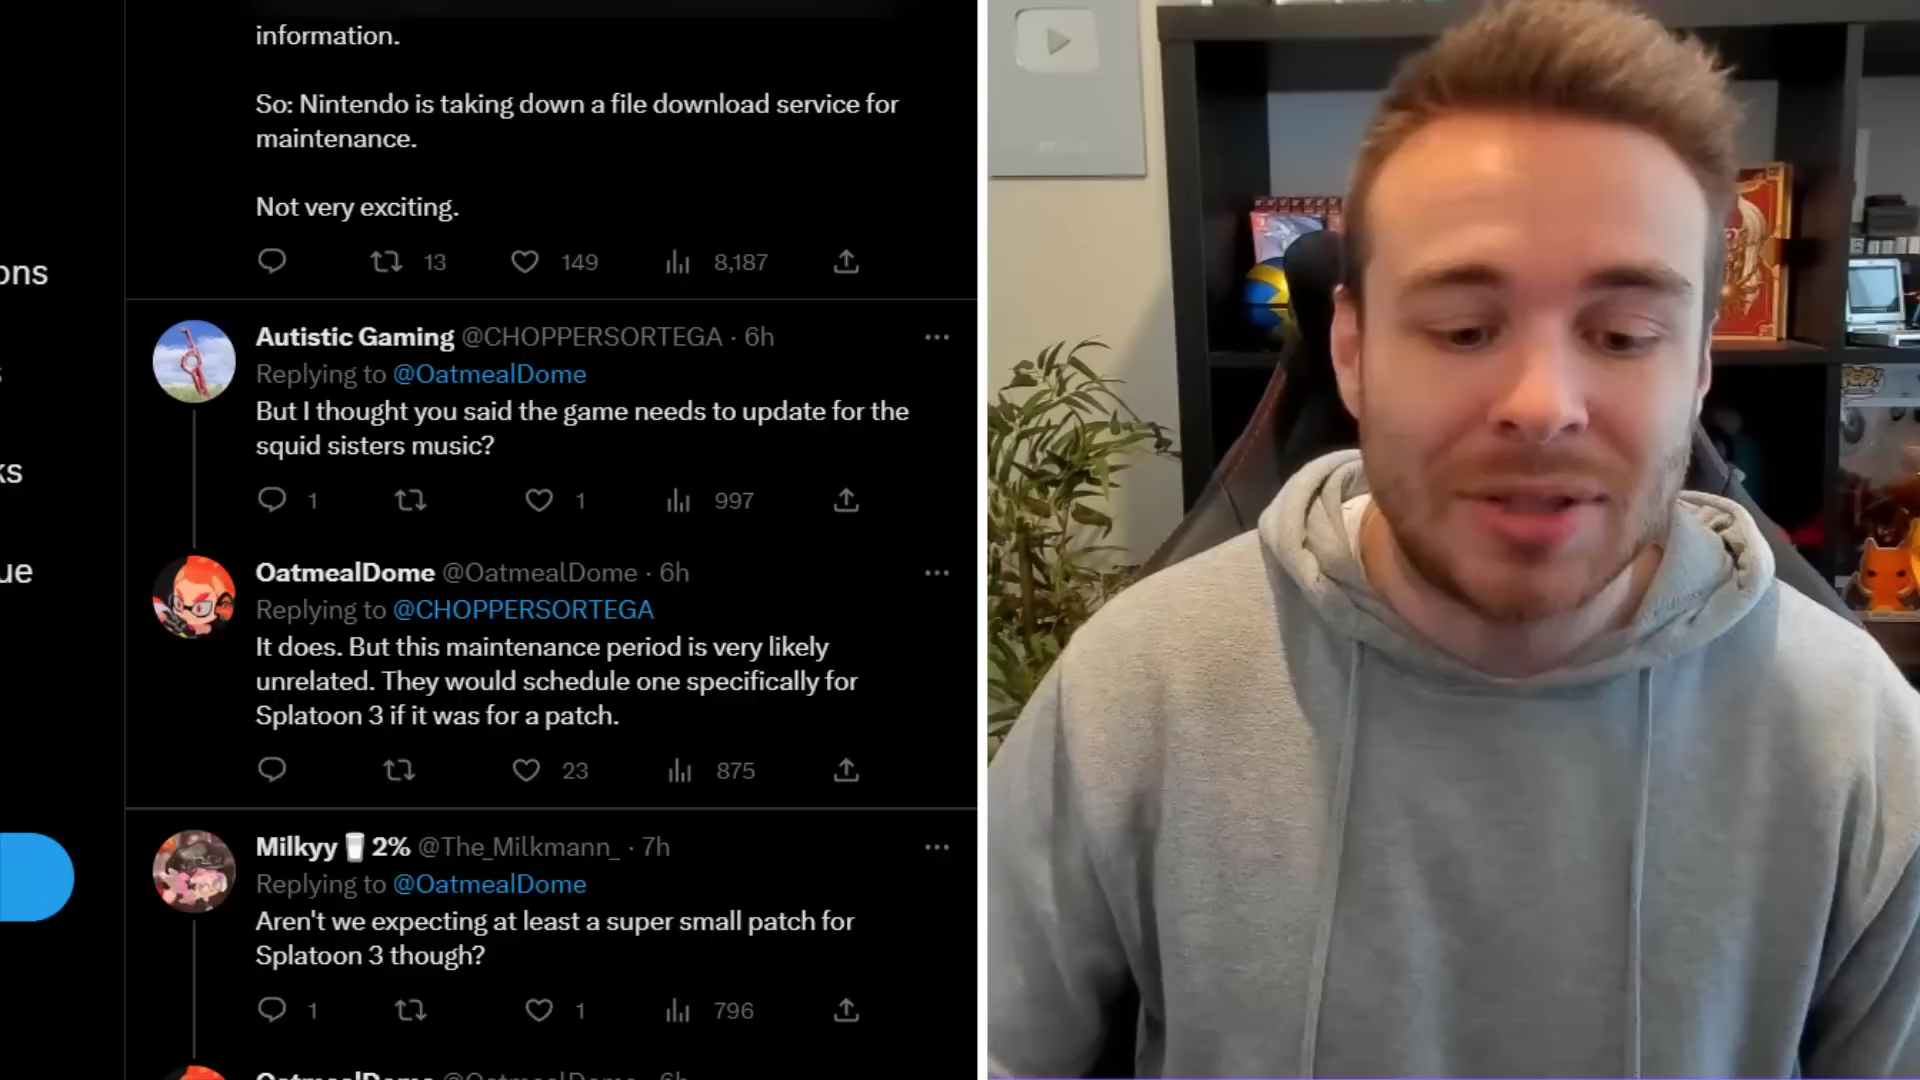 information.
So: Nintendo is taking down a file download service for
maintenance.
Not very exciting.
13 149 8,187
ons
s
ks
ue
Autistic Gaming @CHOPPERSORTEGA · 6h
Replying to @OatmealDome
But I thought you said the game needs to update for the
squid sisters music?
1 1 997
OatmealDome @OatmealDome · 6h
Replying to @CHOPPERSORTEGA
It does. But this maintenance period is very likely
unrelated. They would schedule one specifically for
Splatoon 3 if it was for a patch.
23 875
Milkyy 🥛 2% @The_Milkmann_ · 7h
Replying to @OatmealDome
Aren't we expecting at least a super small patch for
Splatoon 3 though?
1 1 796
OatmealDome @OatmealDome · 6h
POP!